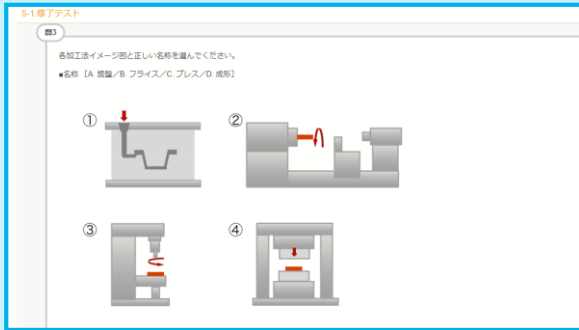 5-1.修了テスト
問3
各加工法イメージ図と正しい名称を選んでください。
■名称 [A. 旋盤/B. フライス/C. プレス/D. 成形]
①
②
③
④